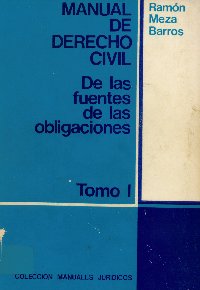 MANUAL
DE
DERECHO
CIVIL
De las
fuentes
de las
obligaciones
Tomo I
Ramón
Meza
Barros
COLECCION MANUALES JURIDICOS